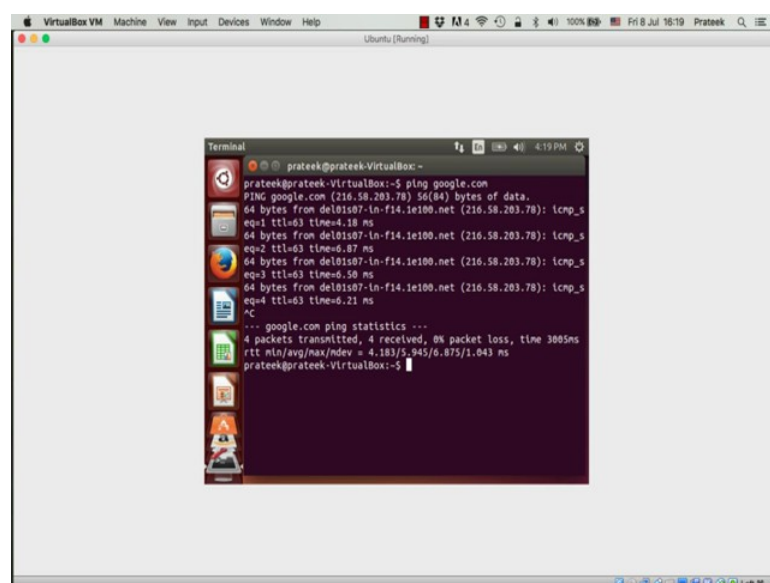 VirtualBox VM Machine View Input Devices Window Help 4 100% Fri 8 Jul 16:19 Prateek
Ubuntu [Running]
Terminal En 4:19 PM
prateek@prateek-VirtualBox: ~
prateek@prateek-VirtualBox:~$ ping google.com
PING google.com (216.58.203.78) 56(84) bytes of data.
64 bytes from del01s07-in-f14.1e100.net (216.58.203.78): icmp_s
eq=1 ttl=63 time=4.18 ms
64 bytes from del01s07-in-f14.1e100.net (216.58.203.78): icmp_s
eq=2 ttl=63 time=6.87 ms
64 bytes from del01s07-in-f14.1e100.net (216.58.203.78): icmp_s
eq=3 ttl=63 time=6.50 ms
64 bytes from del01s07-in-f14.1e100.net (216.58.203.78): icmp_s
eq=4 ttl=63 time=6.21 ms
^C
--- google.com ping statistics ---
4 packets transmitted, 4 received, 0% packet loss, time 3005ms
rtt min/avg/max/mdev = 4.183/5.945/6.875/1.043 ms
prateek@prateek-VirtualBox:~$